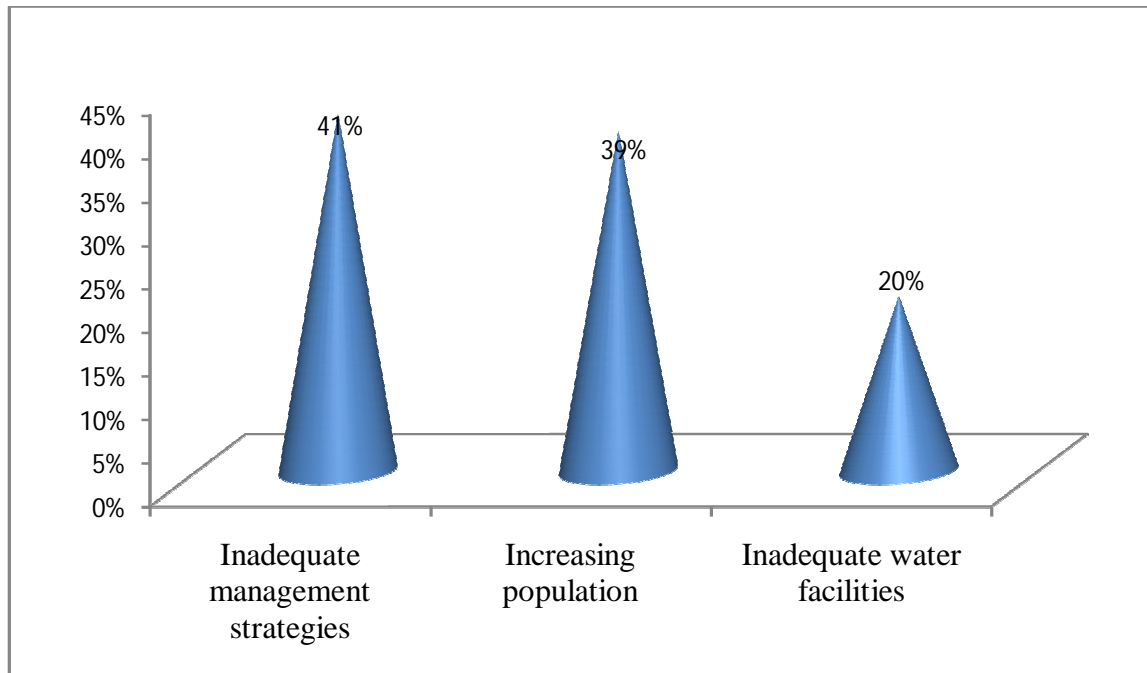 45%
40%
35%
30%
25%
20%
15%
10%
5%
0%
41%
39%
20%
Inadequate
management
strategies
Increasing
population
Inadequate water
facilities